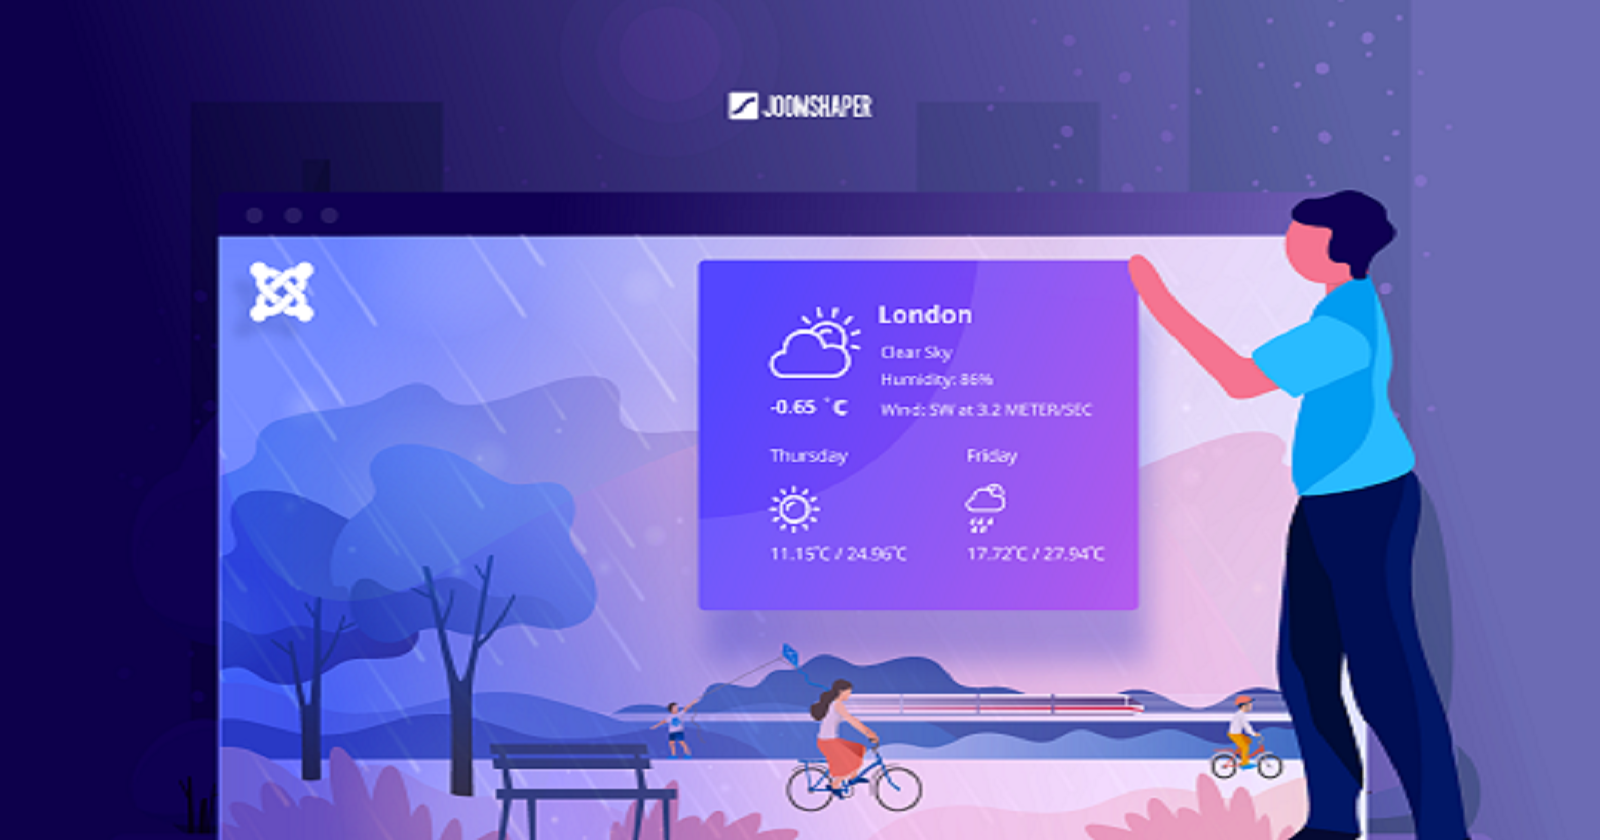 JOOMSHAPER
London
Clear Sky
Humidity: 86%
-0.65 °C
Wind: SW at 3.2 METER/SEC
Thursday
Friday
11.15°C / 24.96°C
17.72°C / 27.94°C